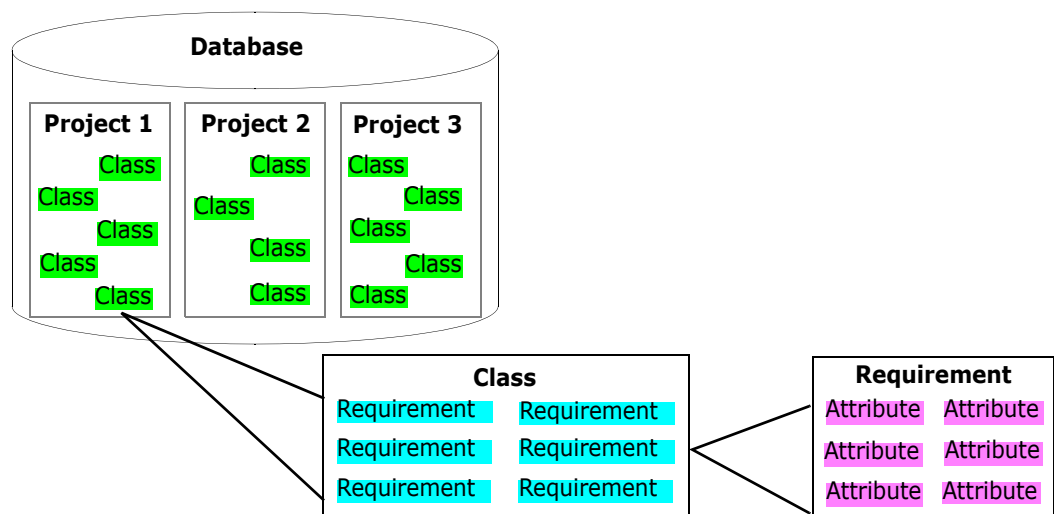 Database
Project 1
Class
Class
Class
Class
Class
Project 2
Class
Class
Class
Class
Project 3
Class
Class
Class
Class
Class
Class
Requirement Requirement
Requirement Requirement
Requirement Requirement
Requirement
Attribute Attribute
Attribute Attribute
Attribute Attribute